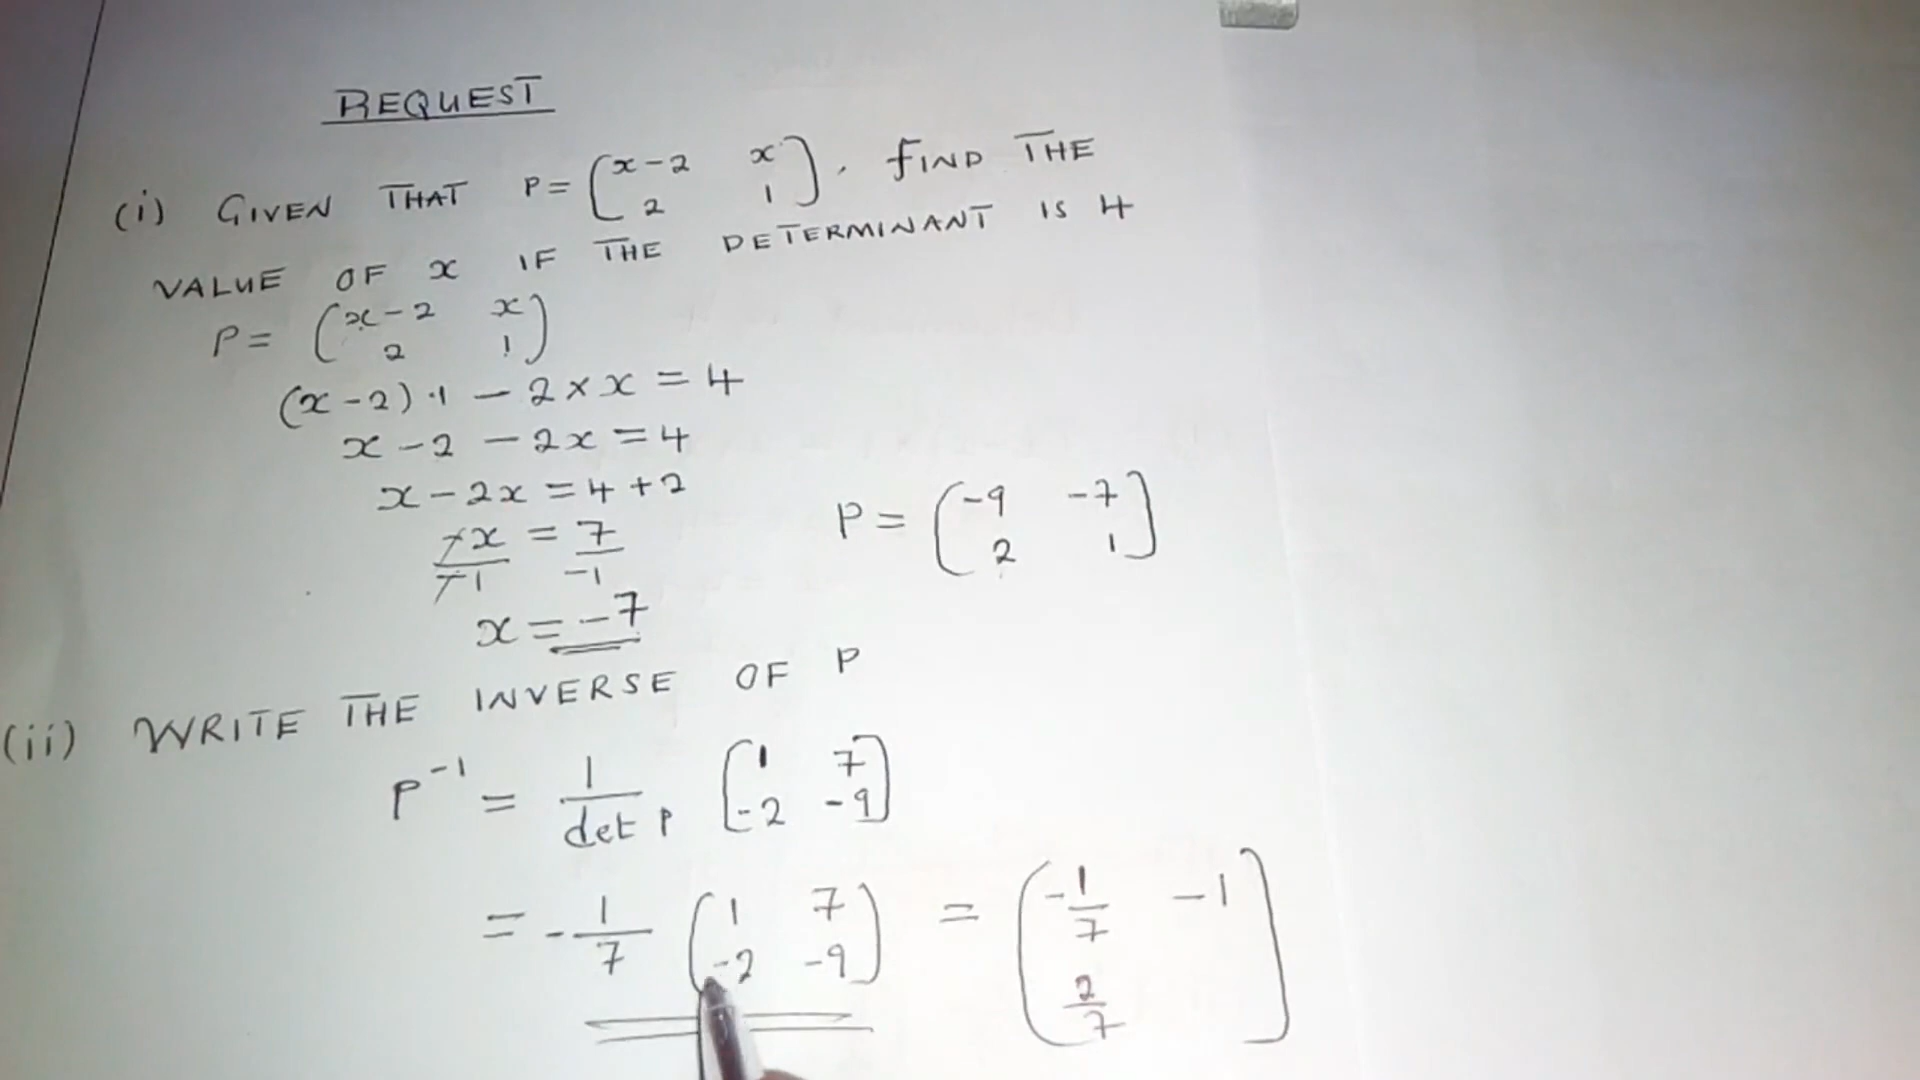 REQUEST
(i) GIVEN THAT P = (x-2 x
2 1). FIND THE
VALUE OF x IF THE DETERMINANT IS 4
P = (x-2 x
2 1)
(x-2)·1 - 2×x = 4
x - 2 - 2x = 4
x - 2x = 4 + 2
-x/-1 = 7/-1
x = -7
P = (-9 -7
2 1)
(ii) WRITE THE INVERSE OF P
P^-1 = 1/det P [1 7
-2 -9]
= -1/7 (1 7
-2 -9) = (-1/7 -1
2/7 )